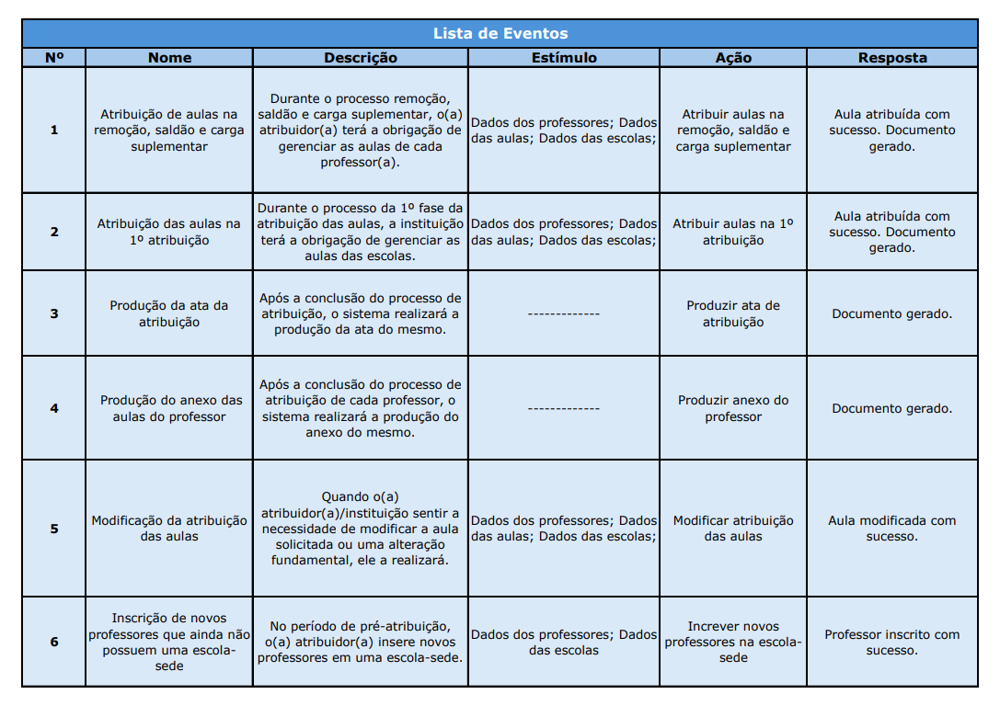 Lista de Eventos
Nº Nome Descrição Estímulo Ação Resposta
1
Atribuição de aulas na
remoção, saldão e carga
suplementar
Durante o processo remoção,
saldão e carga suplementar, o(a)
atribuidor(a) terá a obrigação de
gerenciar as aulas de cada
professor(a).
Dados dos professores; Dados
das aulas; Dados das escolas;
Atribuir aulas na
remoção, saldão e
carga suplementar
Aula atribuída com
sucesso. Documento
gerado.
2
Atribuição das aulas na
1º atribuição
Durante o processo da 1º fase da
atribuição das aulas, a instituição
terá a obrigação de gerenciar as
aulas das escolas.
Dados dos professores; Dados
das aulas; Dados das escolas;
Atribuir aulas na 1º
atribuição
Aula atribuída com
sucesso. Documento
gerado.
3
Produção da ata da
atribuição
Após a conclusão do processo de
atribuição, o sistema realizará a
produção da ata do mesmo.
-------------
Produzir ata de
atribuição
Documento gerado.
4
Produção do anexo das
aulas do professor
Após a conclusão do processo de
atribuição de cada professor, o
sistema realizará a produção do
anexo do mesmo.
-------------
Produzir anexo do
professor
Documento gerado.
5
Modificação da atribuição
das aulas
Quando o(a)
atribuidor(a)/instituição sentir a
necessidade de modificar a aula
solicitada ou uma alteração
fundamental, ele a realizará.
Dados dos professores; Dados
das aulas; Dados das escolas;
Modificar atribuição
das aulas
Aula modificada com
sucesso.
6
Inscrição de novos
professores que ainda não
possuem uma escola-
sede
No período de pré-atribuição,
o(a) atribuidor(a) insere novos
professores em uma escola-sede.
Dados dos professores; Dados
das escolas
Increver novos
professores na escola-
sede
Professor inscrito com
sucesso.